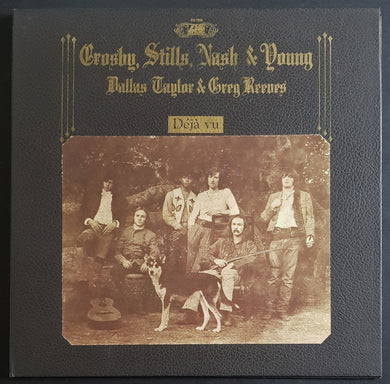 Crosby, Stills, Nash & Young
Dallas Taylor & Greg Reeves
Déjà vu